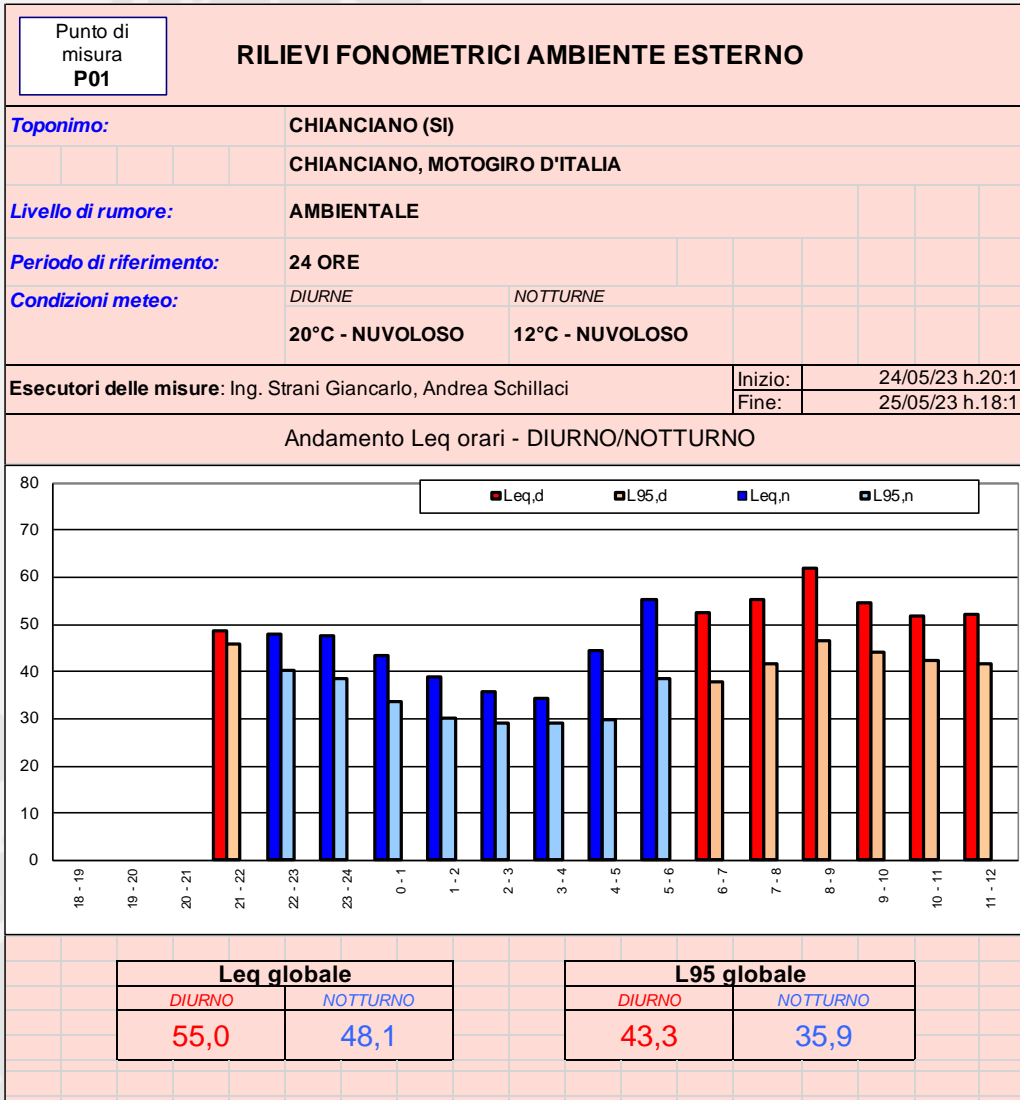 Punto di
misura
P01
RILIEVI FONOMETRICI AMBIENTE ESTERNO
Toponimo: CHIANCIANO (SI)
CHIANCIANO, MOTOGIRO D'ITALIA
Livello di rumore: AMBIENTALE
Periodo di riferimento: 24 ORE
Condizioni meteo: DIURNE NOTTURNE
20°C - NUVOLOSO 12°C - NUVOLOSO
Esecutori delle misure: Ing. Strani Giancarlo, Andrea Schillaci
Inizio: 24/05/23 h.20:1
Fine: 25/05/23 h.18:1
Andamento Leq orari - DIURNO/NOTTURNO
Leq,d L95,d Leq,n L95,n
80
70
60
50
40
30
20
10
0
18 - 19
19 - 20
20 - 21
21 - 22
22 - 23
23 - 24
0 - 1
1 - 2
2 - 3
3 - 4
4 - 5
5 - 6
6 - 7
7 - 8
8 - 9
9 - 10
10 - 11
11 - 12
Leq globale
DIURNO NOTTURNO
55,0 48,1
L95 globale
DIURNO NOTTURNO
43,3 35,9